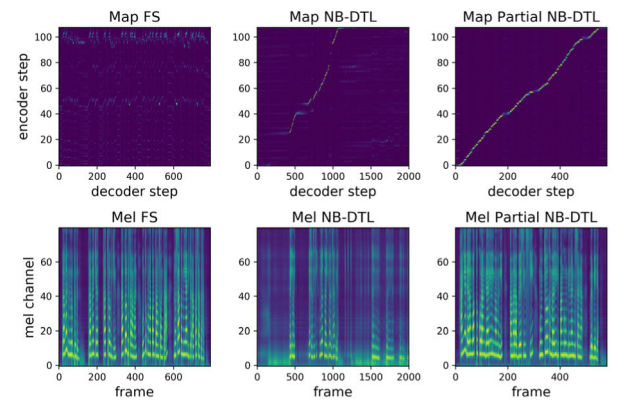 Map FS
Map NB-DTL
Map Partial NB-DTL
encoder step
100
80
60
40
20
0
100
80
60
40
20
0
100
80
60
40
20
0
0 200 400 600
0 500 1000 1500 2000
0 200 400
decoder step
decoder step
decoder step
Mel FS
Mel NB-DTL
Mel Partial NB-DTL
mel channel
60
40
20
0
60
40
20
0
60
40
20
0
0 200 400 600
0 500 1000 1500 2000
0 200 400
frame
frame
frame